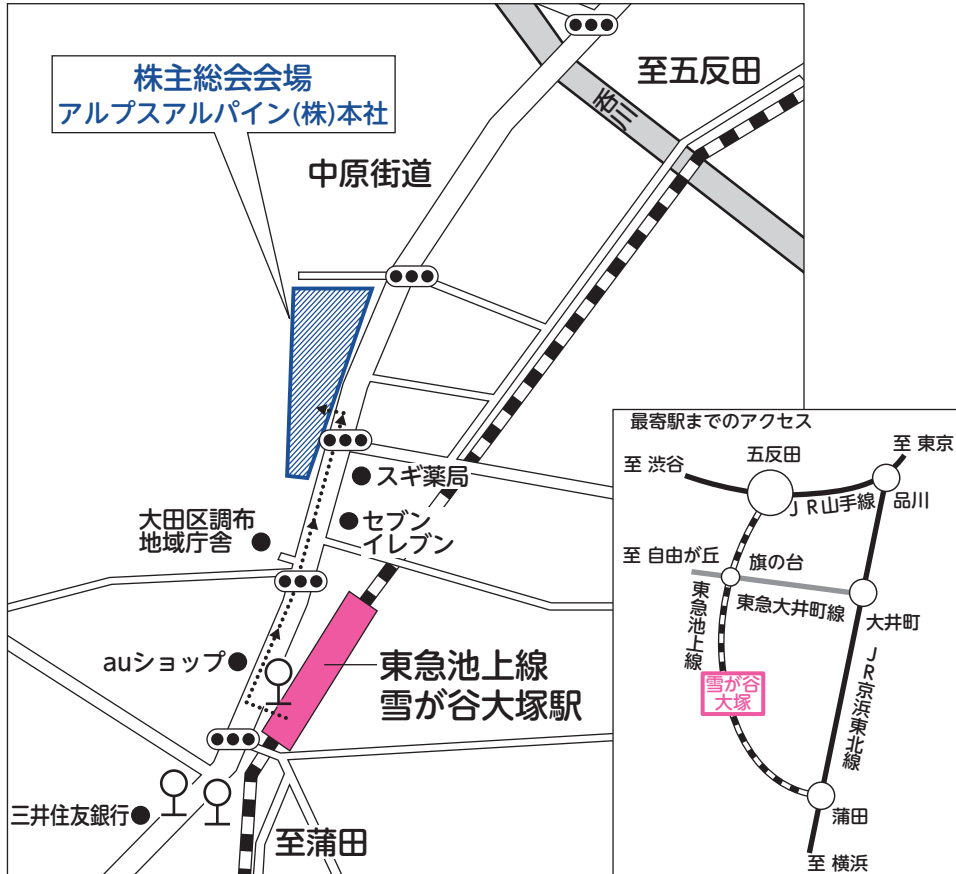 株主総会会場
アルプスアルパイン(株)本社
至五反田
呑川
中原街道
スギ薬局
セブン
イレブン
大田区調布
地域庁舎
auショップ
東急池上線
雪が谷大塚駅
三井住友銀行
至蒲田
最寄駅までのアクセス
至 東京
五反田
至 渋谷
品川
JR山手線
至 自由が丘
旗の台
東急大井町線
大井町
東急池上線
雪が谷
大塚
JR京浜東北線
蒲田
至 横浜